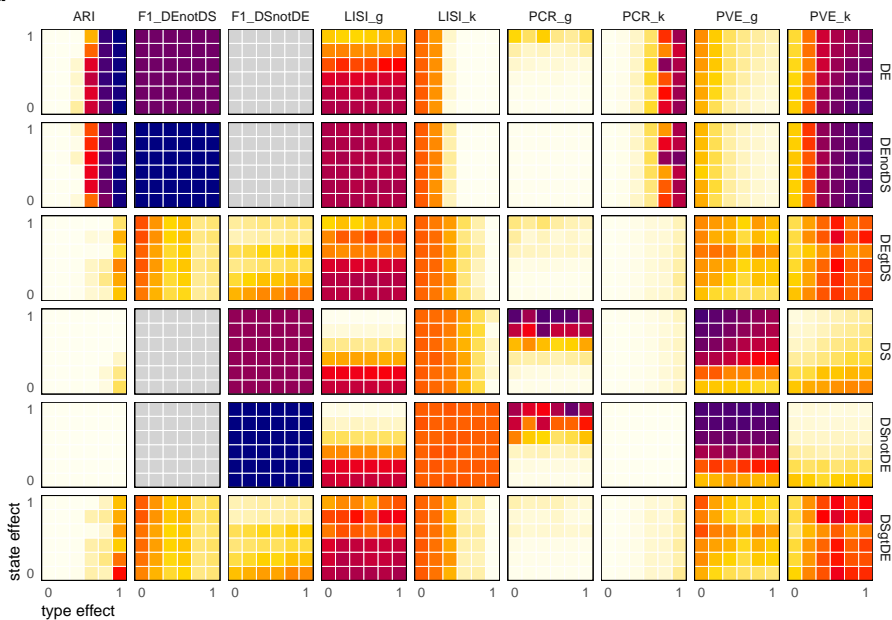 ARI F1_DEnotDS F1_DSnotDE LISI_g LISI_k PCR_g PCR_k PVE_g PVE_k
1
0
DE
1
0
DEnotDS
1
0
DEgtDS
1
0
DS
1
0
DSnotDE
1
0
DSgtDE
state effect
0 1 0 1 0 1 0 1 0 1 0 1 0 1 0 1 0 1
type effect